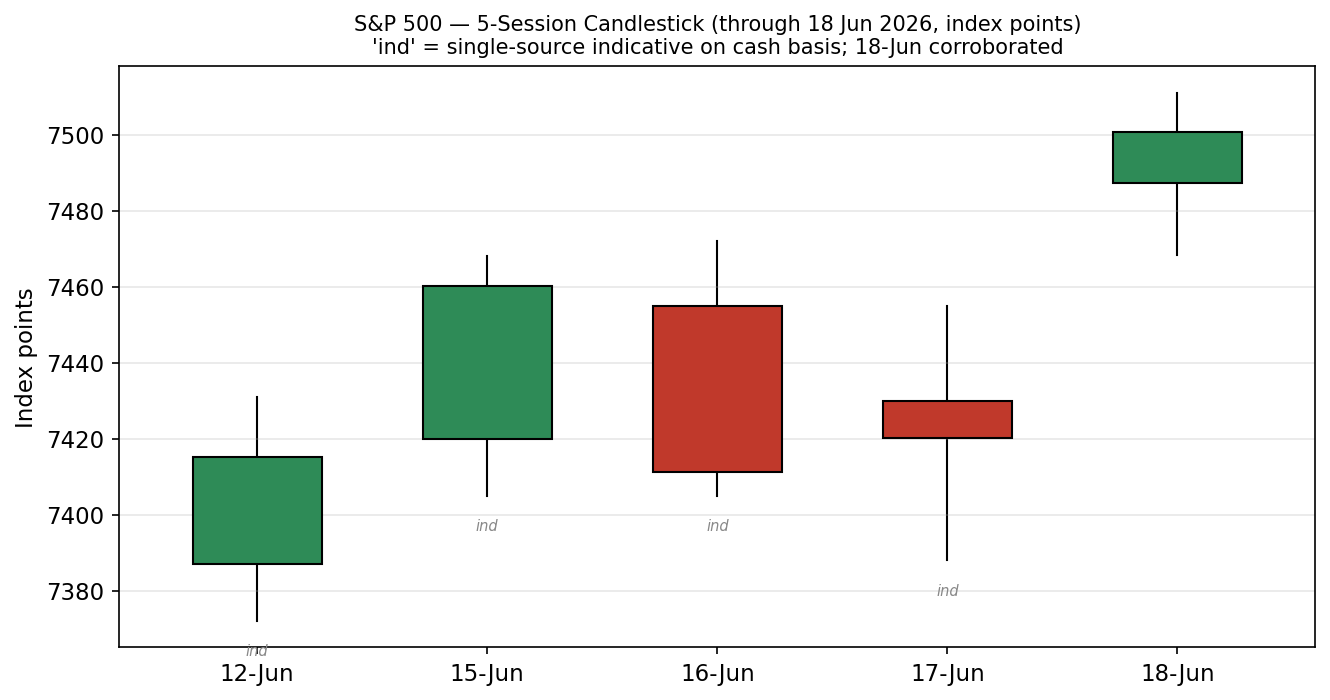 S&P 500 — 5-Session Candlestick (through 18 Jun 2026, index points)
'ind' = single-source indicative on cash basis; 18-Jun corroborated
Index points
7500
7480
7460
7440
7420
7400
7380
ind
ind
ind
ind
12-Jun
15-Jun
16-Jun
17-Jun
18-Jun